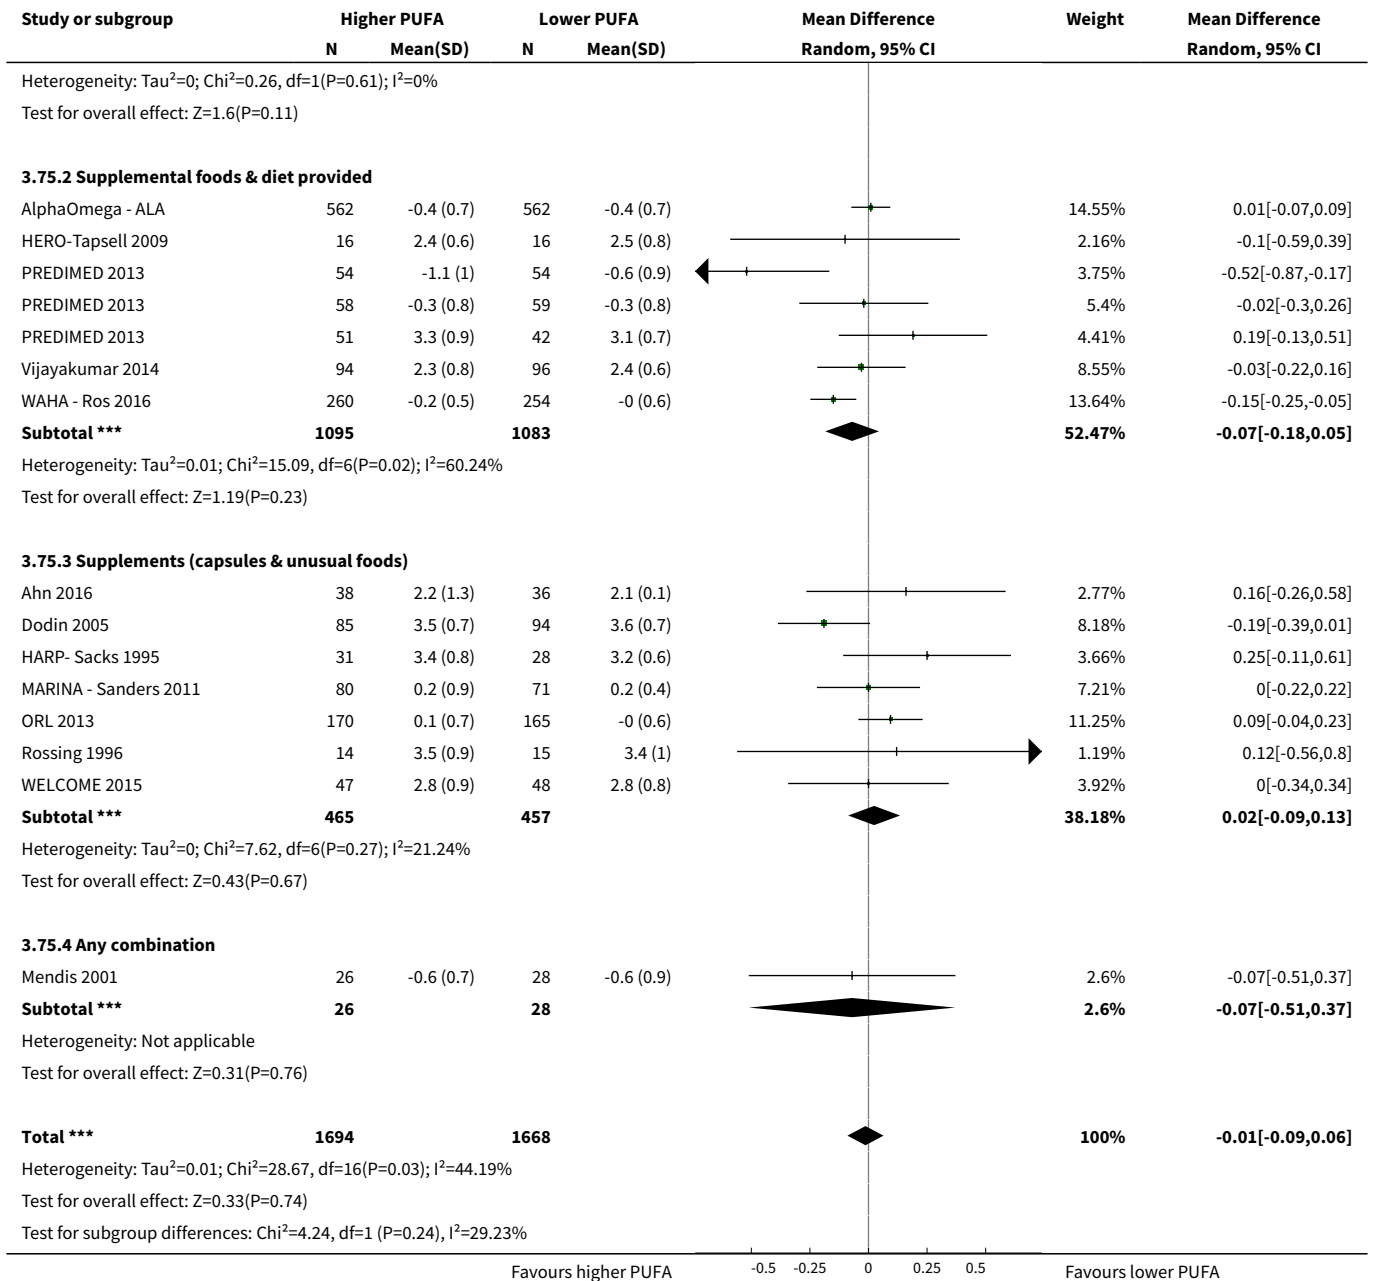 Study or subgroup Higher PUFA Lower PUFA Mean Difference Weight Mean Difference
N Mean(SD) N Mean(SD) Random, 95% CI Random, 95% CI
Heterogeneity: Tau²=0; Chi²=0.26, df=1(P=0.61); I²=0%
Test for overall effect: Z=1.6(P=0.11)
3.75.2 Supplemental foods & diet provided
AlphaOmega - ALA 562 -0.4 (0.7) 562 -0.4 (0.7) 14.55% 0.01[-0.07,0.09]
HERO-Tapsell 2009 16 2.4 (0.6) 16 2.5 (0.8) 2.16% -0.1[-0.59,0.39]
PREDIMED 2013 54 -1.1 (1) 54 -0.6 (0.9) 3.75% -0.52[-0.87,-0.17]
PREDIMED 2013 58 -0.3 (0.8) 59 -0.3 (0.8) 5.4% -0.02[-0.3,0.26]
PREDIMED 2013 51 3.3 (0.9) 42 3.1 (0.7) 4.41% 0.19[-0.13,0.51]
Vijayakumar 2014 94 2.3 (0.8) 96 2.4 (0.6) 8.55% -0.03[-0.22,0.16]
WAHA - Ros 2016 260 -0.2 (0.5) 254 -0 (0.6) 13.64% -0.15[-0.25,-0.05]
Subtotal *** 1095 1083 52.47% -0.07[-0.18,0.05]
Heterogeneity: Tau²=0.01; Chi²=15.09, df=6(P=0.02); I²=60.24%
Test for overall effect: Z=1.19(P=0.23)
3.75.3 Supplements (capsules & unusual foods)
Ahn 2016 38 2.2 (1.3) 36 2.1 (0.1) 2.77% 0.16[-0.26,0.58]
Dodin 2005 85 3.5 (0.7) 94 3.6 (0.7) 8.18% -0.19[-0.39,0.01]
HARP- Sacks 1995 31 3.4 (0.8) 28 3.2 (0.6) 3.66% 0.25[-0.11,0.61]
MARINA - Sanders 2011 80 0.2 (0.9) 71 0.2 (0.4) 7.21% 0[-0.22,0.22]
ORL 2013 170 0.1 (0.7) 165 -0 (0.6) 11.25% 0.09[-0.04,0.23]
Rossing 1996 14 3.5 (0.9) 15 3.4 (1) 1.19% 0.12[-0.56,0.8]
WELCOME 2015 47 2.8 (0.9) 48 2.8 (0.8) 3.92% 0[-0.34,0.34]
Subtotal *** 465 457 38.18% 0.02[-0.09,0.13]
Heterogeneity: Tau²=0; Chi²=7.62, df=6(P=0.27); I²=21.24%
Test for overall effect: Z=0.43(P=0.67)
3.75.4 Any combination
Mendis 2001 26 -0.6 (0.7) 28 -0.6 (0.9) 2.6% -0.07[-0.51,0.37]
Subtotal *** 26 28 2.6% -0.07[-0.51,0.37]
Heterogeneity: Not applicable
Test for overall effect: Z=0.31(P=0.76)
Total *** 1694 1668 100% -0.01[-0.09,0.06]
Heterogeneity: Tau²=0.01; Chi²=28.67, df=16(P=0.03); I²=44.19%
Test for overall effect: Z=0.33(P=0.74)
Test for subgroup differences: Chi²=4.24, df=1 (P=0.24), I²=29.23%
Favours higher PUFA -0.5 -0.25 0 0.25 0.5 Favours lower PUFA